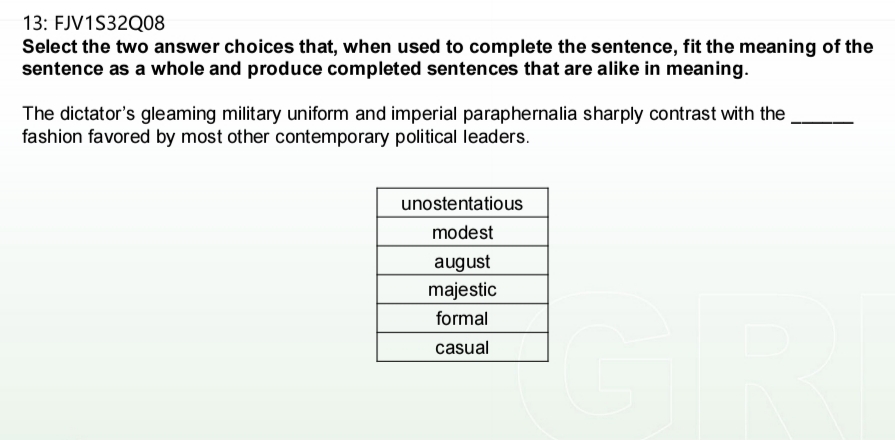 13: FJV1S32Q08
Select the two answer choices that, when used to complete the sentence, fit the meaning of the
sentence as a whole and produce completed sentences that are alike in meaning.
The dictator's gleaming military uniform and imperial paraphernalia sharply contrast with the ______
fashion favored by most other contemporary political leaders.
unostentatious
modest
august
majestic
formal
casual
GR